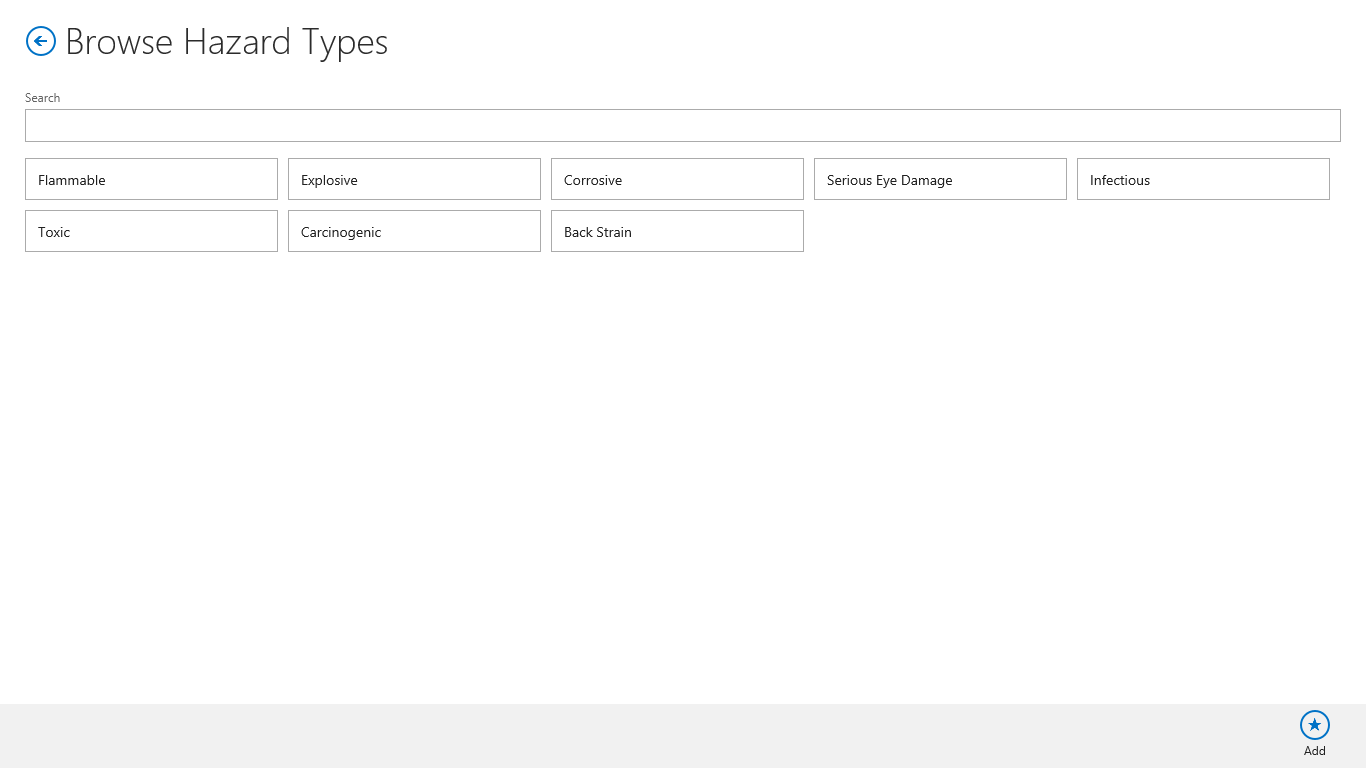 Browse Hazard Types
Search
Flammable
Explosive
Corrosive
Serious Eye Damage
Infectious
Toxic
Carcinogenic
Back Strain
Add